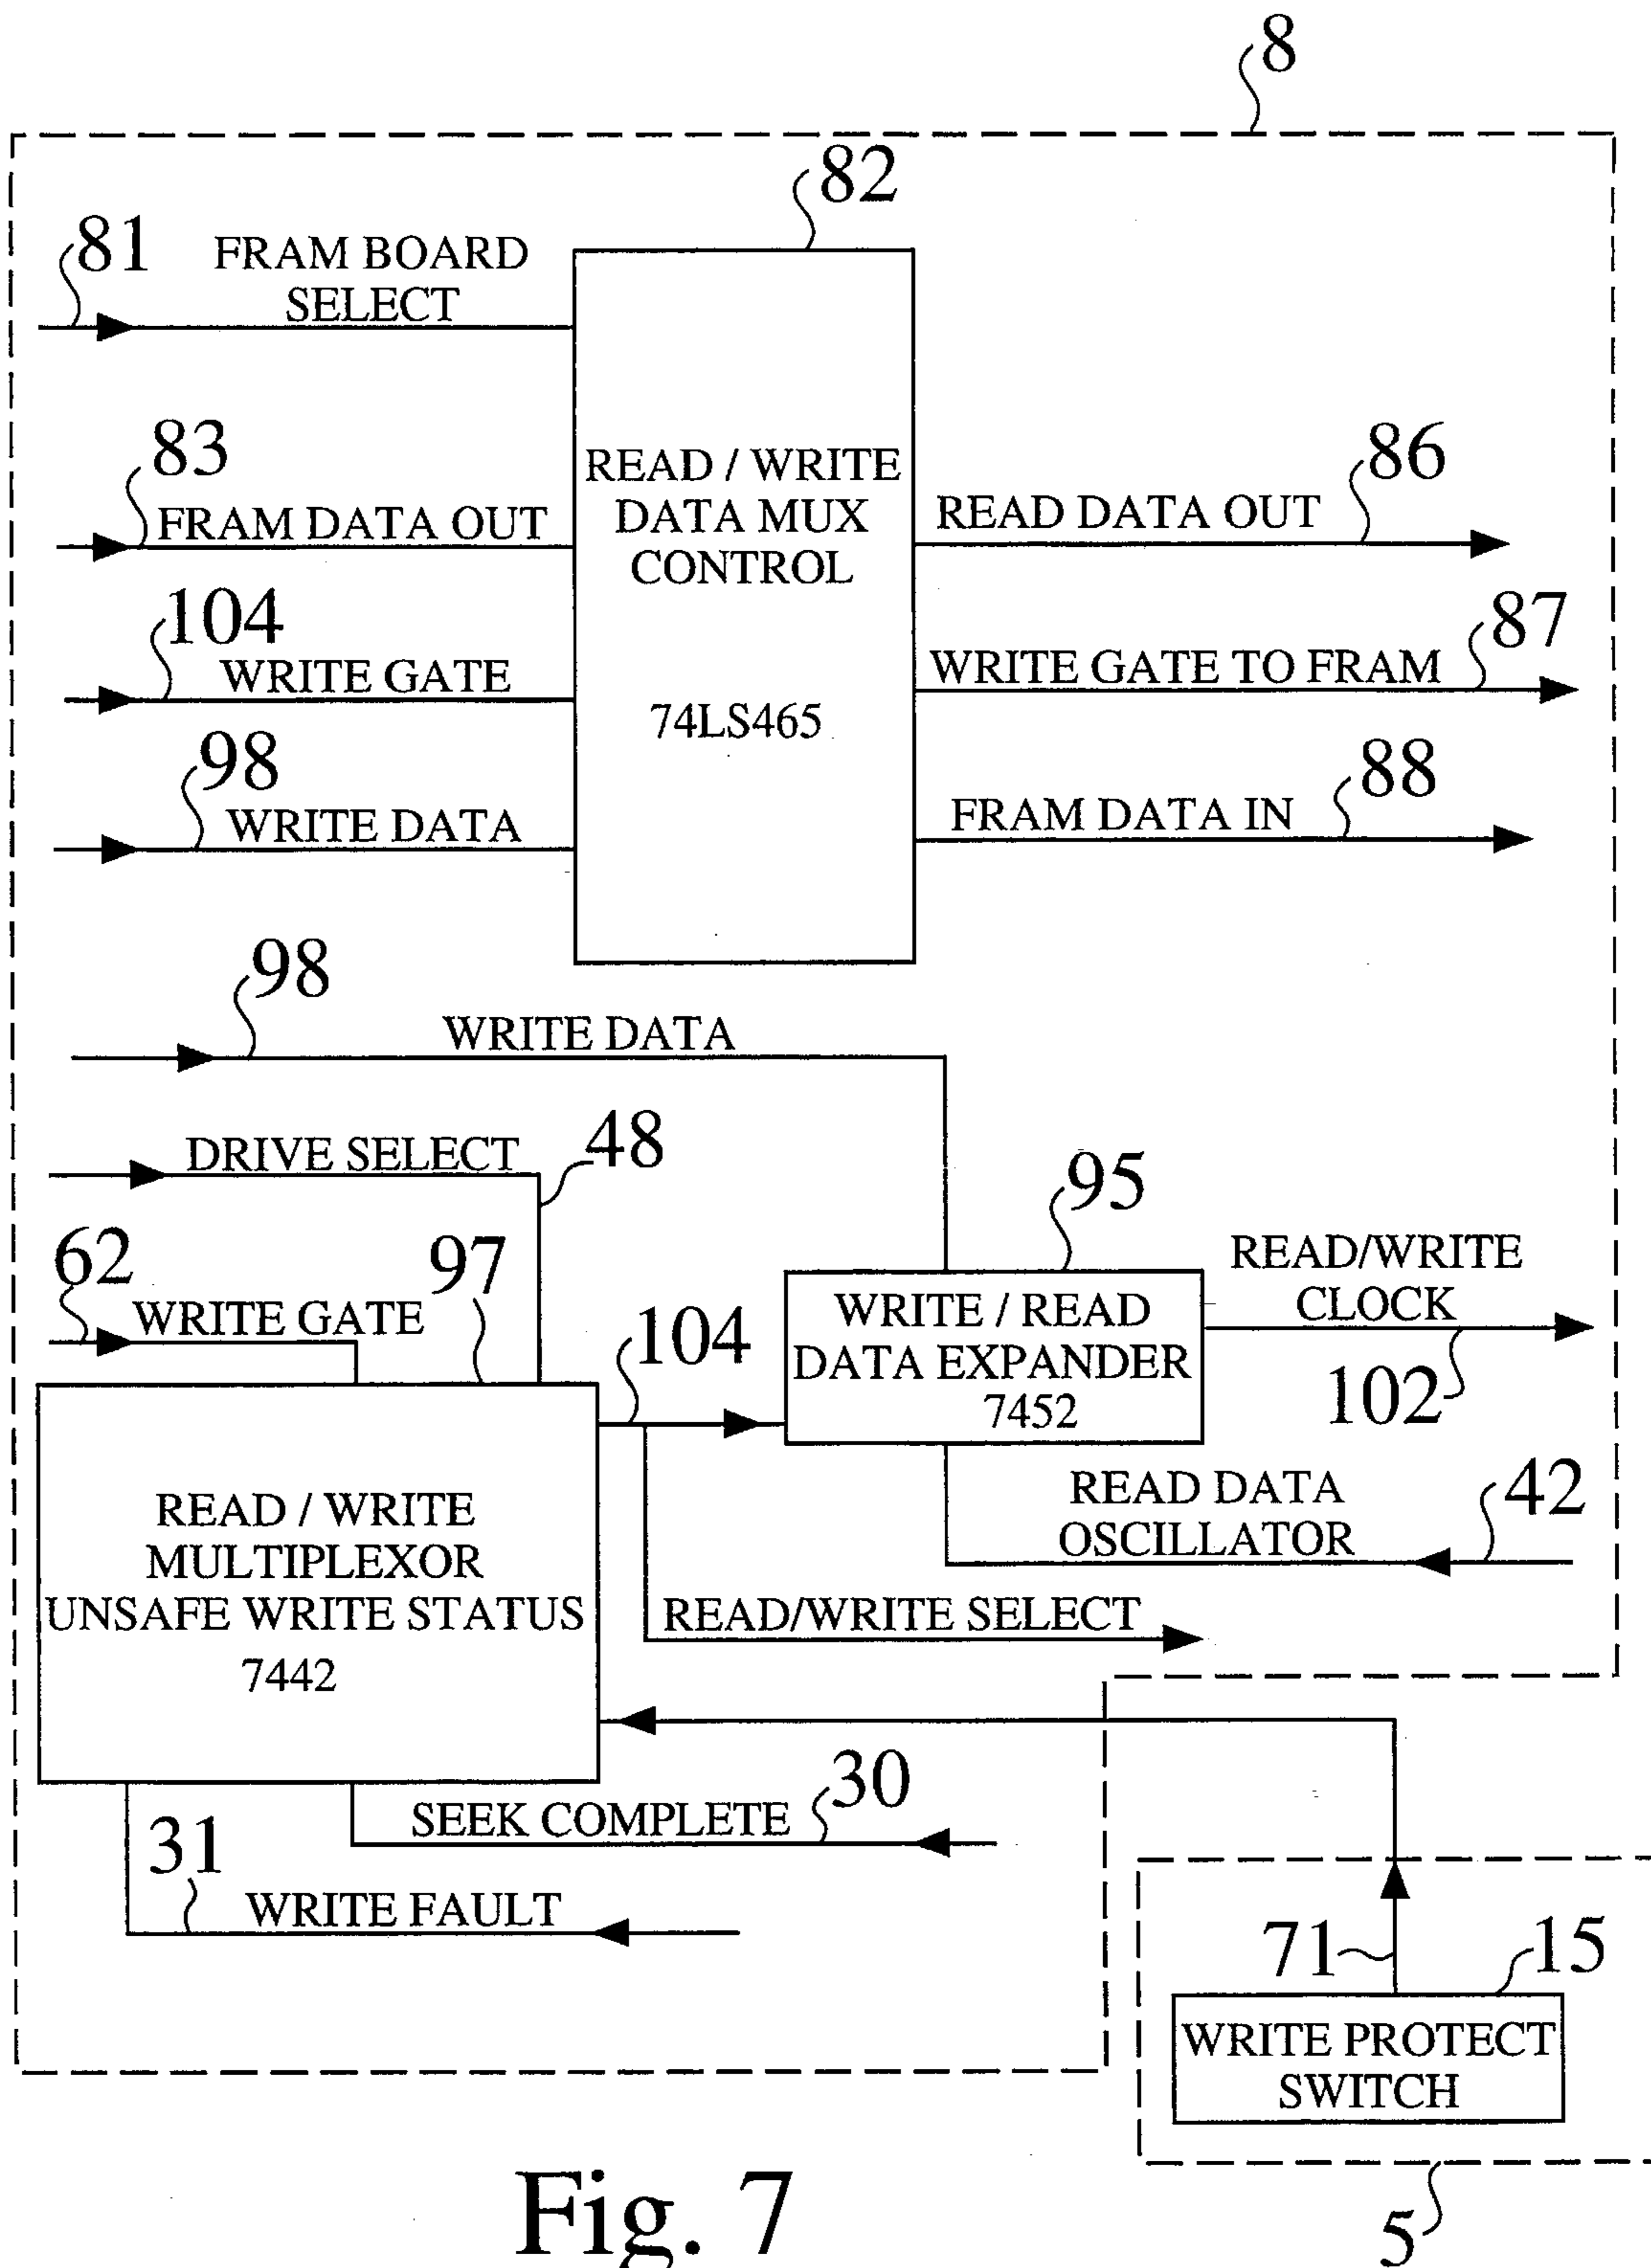 8
82
81
FRAM BOARD
SELECT
83
FRAM DATA OUT
READ / WRITE
DATA MUX
CONTROL
86
READ DATA OUT
104
WRITE GATE
87
WRITE GATE TO FRAM
74LS465
98
WRITE DATA
88
FRAM DATA IN
98
WRITE DATA
DRIVE SELECT
48
95
62
WRITE GATE
97
104
WRITE / READ
DATA EXPANDER
7452
READ/WRITE
CLOCK
102
READ / WRITE
MULTIPLEXOR
UNSAFE WRITE STATUS
7442
READ DATA
OSCILLATOR
42
READ/WRITE SELECT
SEEK COMPLETE
30
31
WRITE FAULT
71
15
WRITE PROTECT
SWITCH
5
Fig. 7